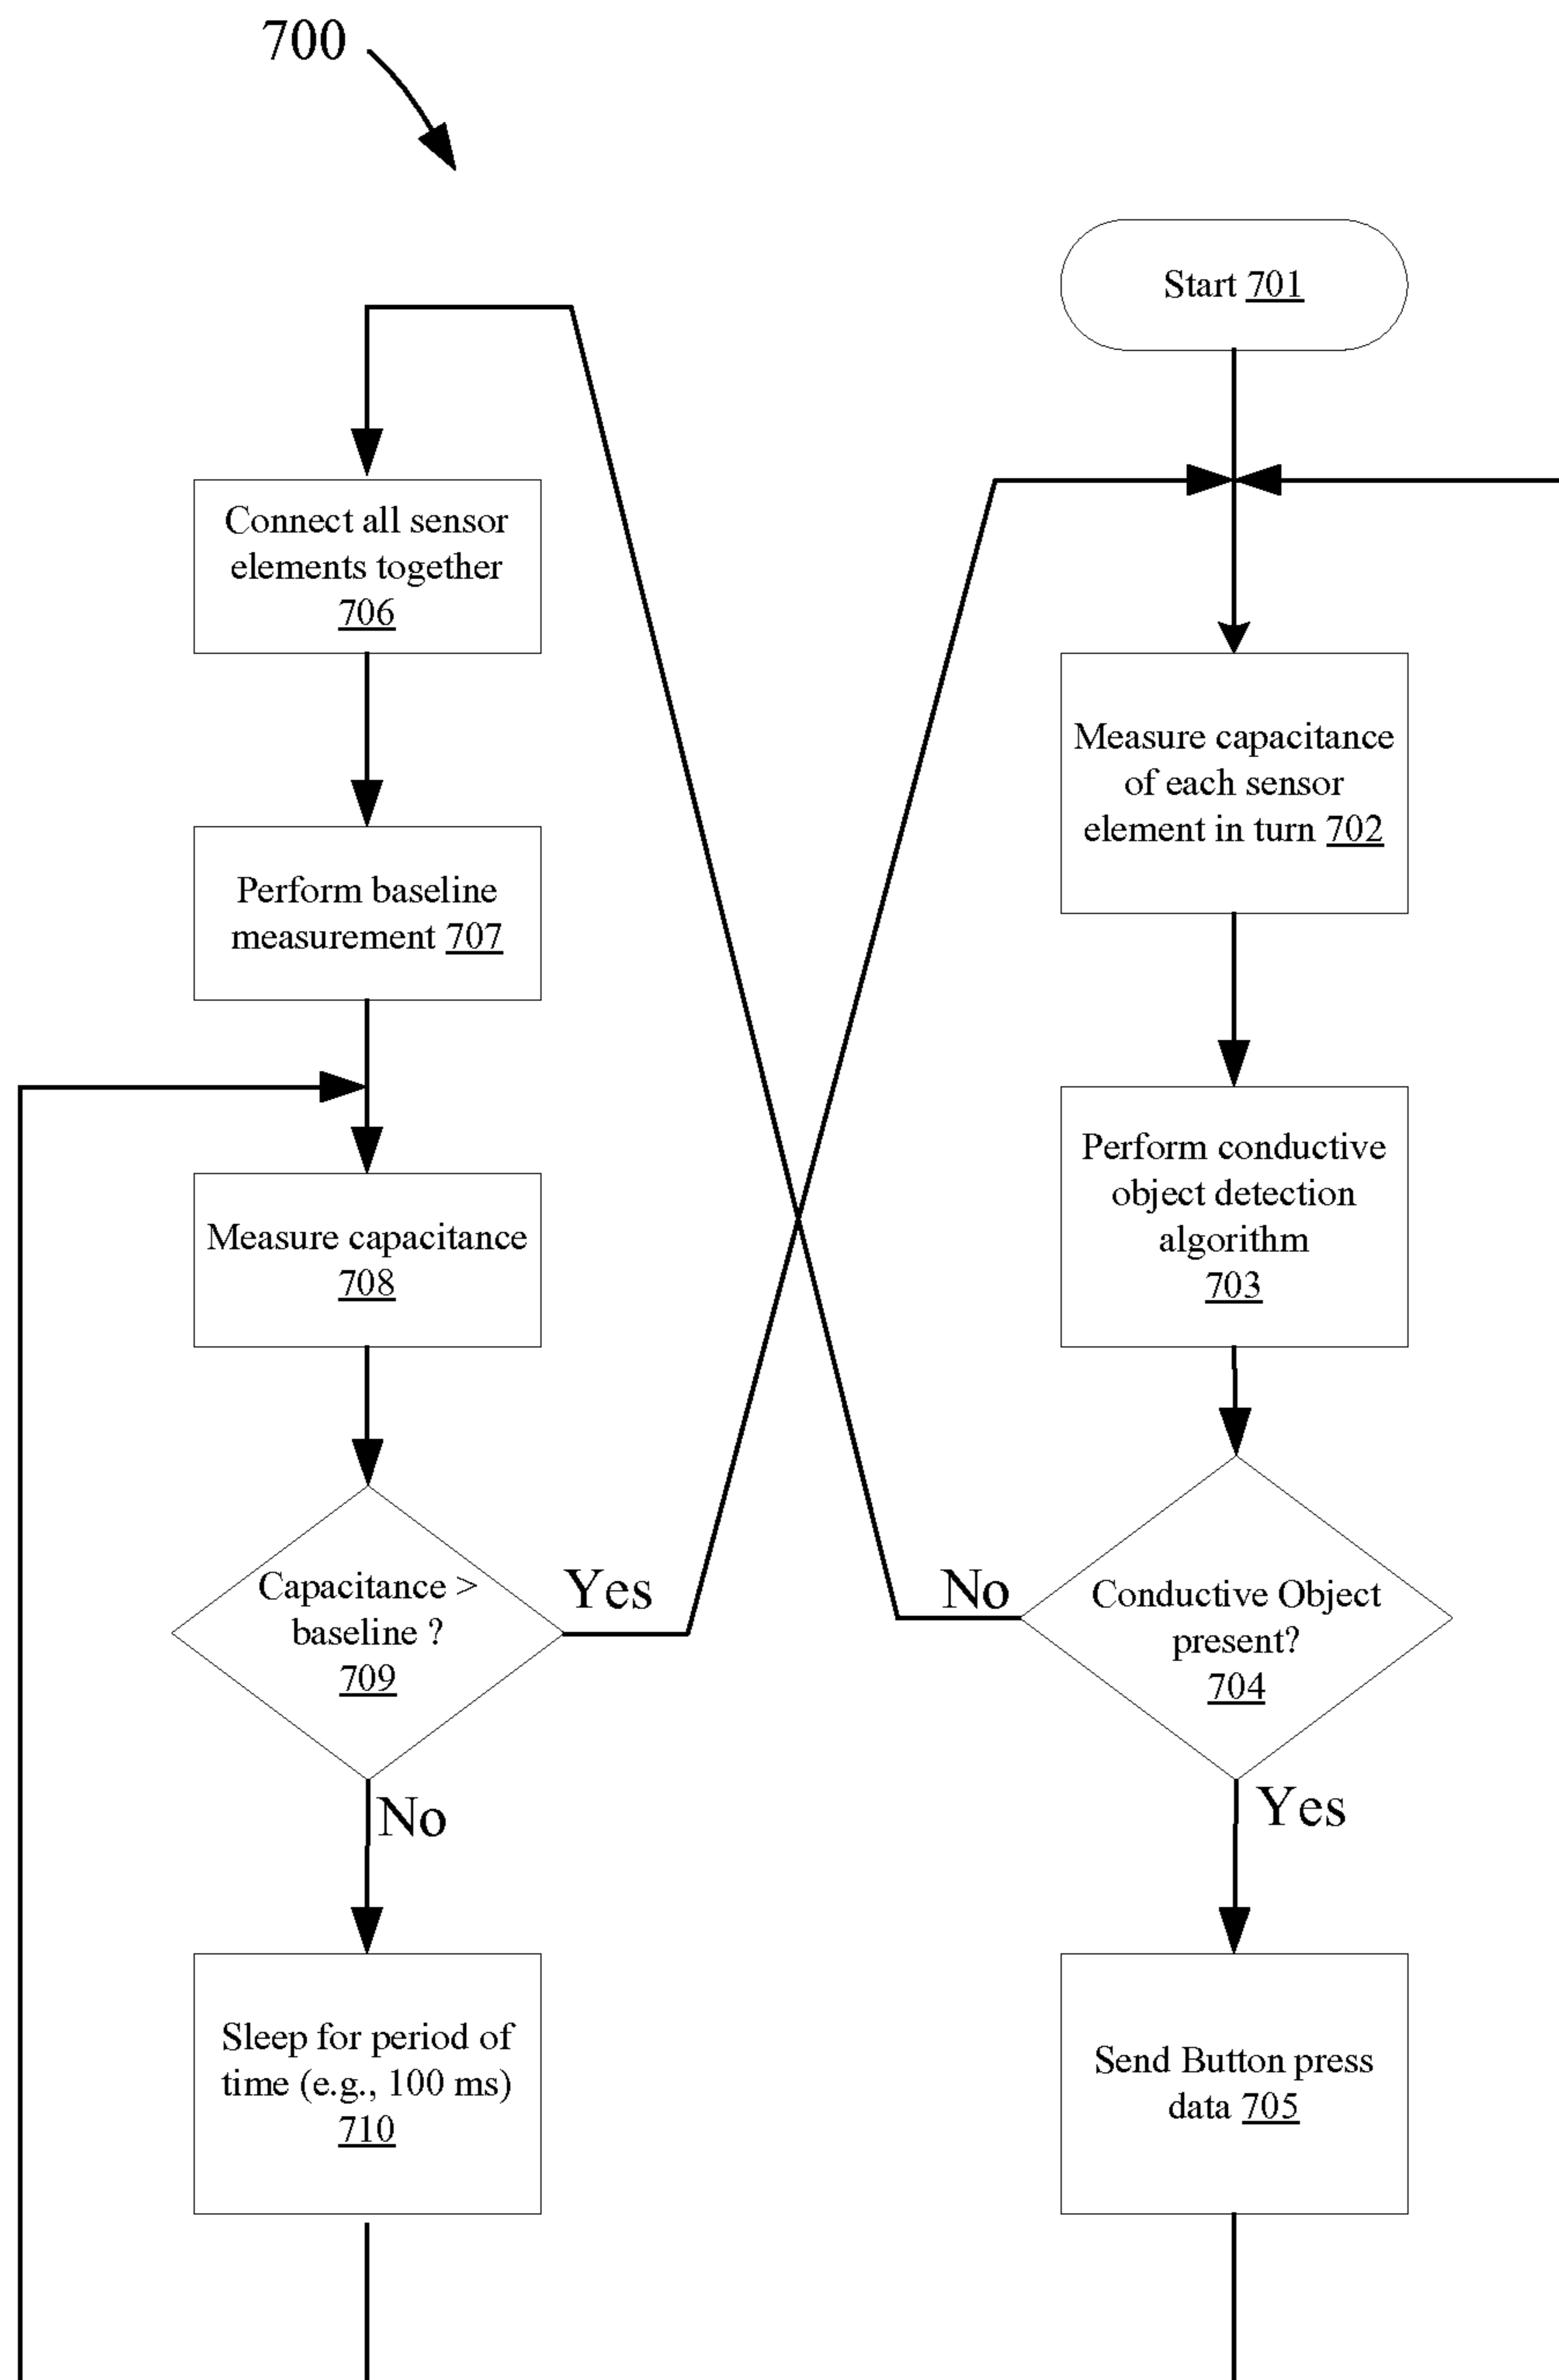 700
Start 701
Connect all sensor
elements together
706
Measure capacitance
of each sensor
element in turn 702
Perform baseline
measurement 707
Perform conductive
object detection
algorithm
703
Measure capacitance
708
Capacitance >
baseline ?
709
Yes
No
Conductive Object
present?
704
No
Yes
Sleep for period of
time (e.g., 100 ms)
710
Send Button press
data 705